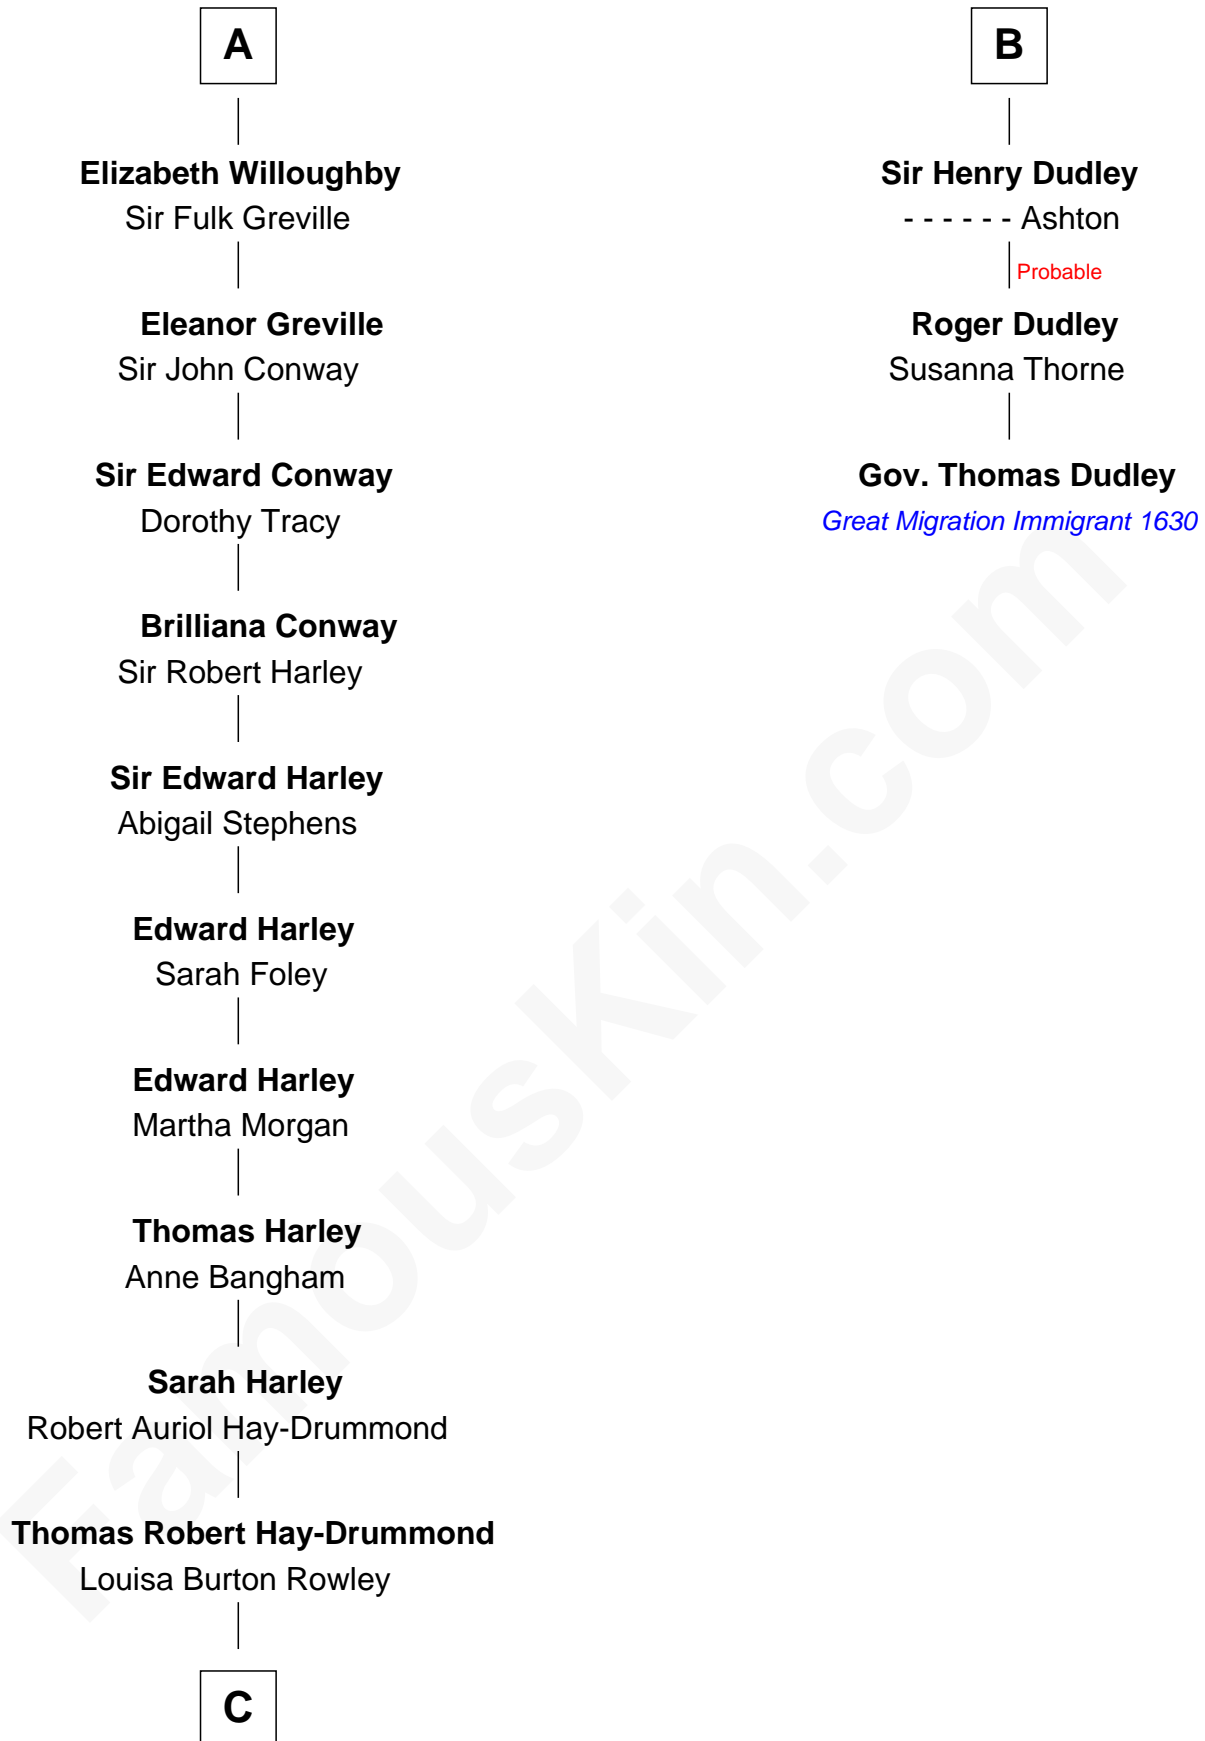 A
Elizabeth Willoughby
Sir Fulk Greville
Eleanor Greville
Sir John Conway
Sir Edward Conway
Dorothy Tracy
Brilliana Conway
Sir Robert Harley
Sir Edward Harley
Abigail Stephens
Edward Harley
Sarah Foley
Edward Harley
Martha Morgan
Thomas Harley
Anne Bangham
Sarah Harley
Robert Auriol Hay-Drummond
Thomas Robert Hay-Drummond
Louisa Burton Rowley
C
B
Sir Henry Dudley
- - - - - - Ashton
Probable
Roger Dudley
Susanna Thorne
Gov. Thomas Dudley
Great Migration Immigrant 1630
FamousKin.com